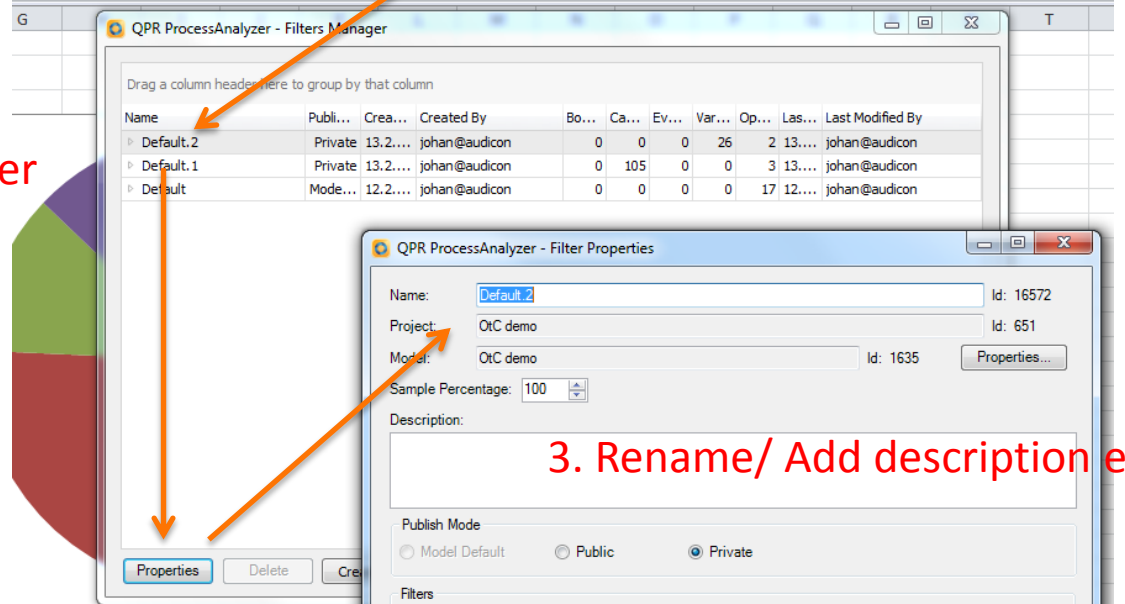 G T
QPR ProcessAnalyzer - Filters Manager
Drag a column header here to group by that column
Name Publi... Crea... Created By Bo... Ca... Ev... Var... Op... Las... Last Modified By
Default.2 Private 13.2.... johan@audicon 0 0 0 26 2 13.... johan@audicon
Default.1 Private 13.2.... johan@audicon 0 105 0 0 3 13.... johan@audicon
Default Mode... 12.2.... johan@audicon 0 0 0 0 17 12.... johan@audicon
er
QPR ProcessAnalyzer - Filter Properties
Name: Default.2 Id: 16572
Project: OtC demo Id: 651
Model: OtC demo Id: 1635 Properties...
Sample Percentage: 100
Description:
3. Rename/ Add description e
Publish Mode
Model Default Public Private
Properties Delete Cre
Filters